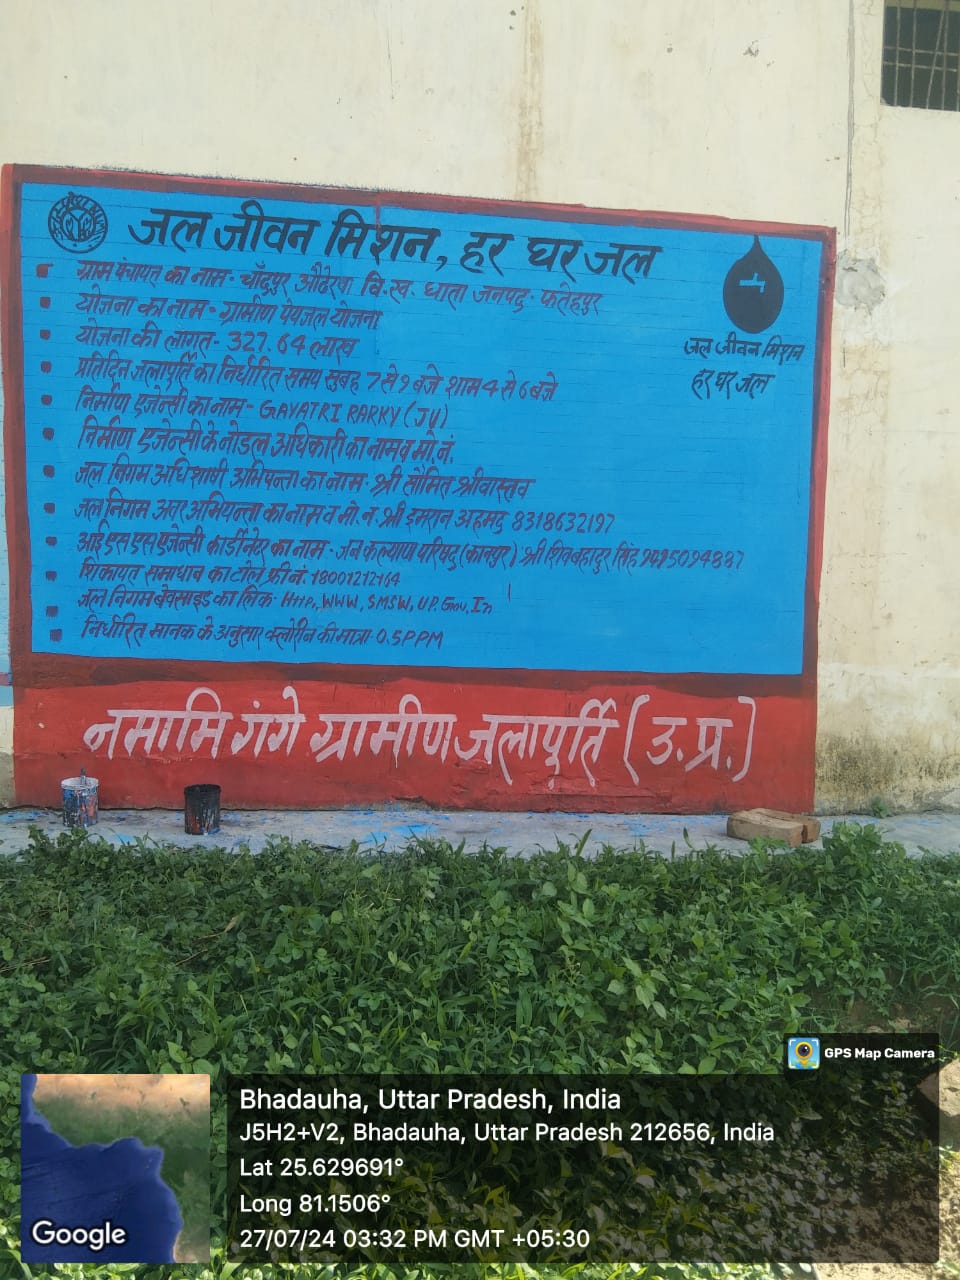 जल जीवन मिशन, हर घर जल
ग्राम पंचायत का नाम- चाँदपुर औढेरवा वि.ख. धाता जनपद- फतेहपुर
योजना का नाम- ग्रामीण पेयजल योजना
योजना की लागत- 327.64 लाख
प्रतिदिन जलापूर्ति का निर्धारित समय सुबह 7 से 9 बजे शाम 4 से 6 बजे
निर्माण एजेन्सी का नाम- GAYATRI RARKY (JV)
निर्माण एजेन्सी के नोडल अधिकारी का नाम व मो.नं.
जल निगम अधिशाषी अभियन्ता का नाम- श्री सौमित श्रीवास्तव
जल निगम अवर अभियन्ता का नाम व मो.न. श्री इमरान अहमद 8318632197
आई एस एस एजेन्सी कार्डीनेटर का नाम- जन कल्याण परिषद (कानपुर) श्री शिवबहादुर सिंह
शिकायत समाधान का टोल फ्री नं. 18001212164
जल निगम बेवसाइड का लिंक- HTTP, WWW, SMSW, UP. Gov, In
निर्धारित मानक के अनुसार क्लोरीन की मात्रा- 0.5PPM
जल जीवन मिशन
हर घर जल
नमामि गंगे ग्रामीण जलापूर्ति (उ.प्र.)
GPS Map Camera
Bhadauha, Uttar Pradesh, India
J5H2+V2, Bhadauha, Uttar Pradesh 212656, India
Lat 25.629691°
Long 81.1506°
27/07/24 03:32 PM GMT +05:30
Google